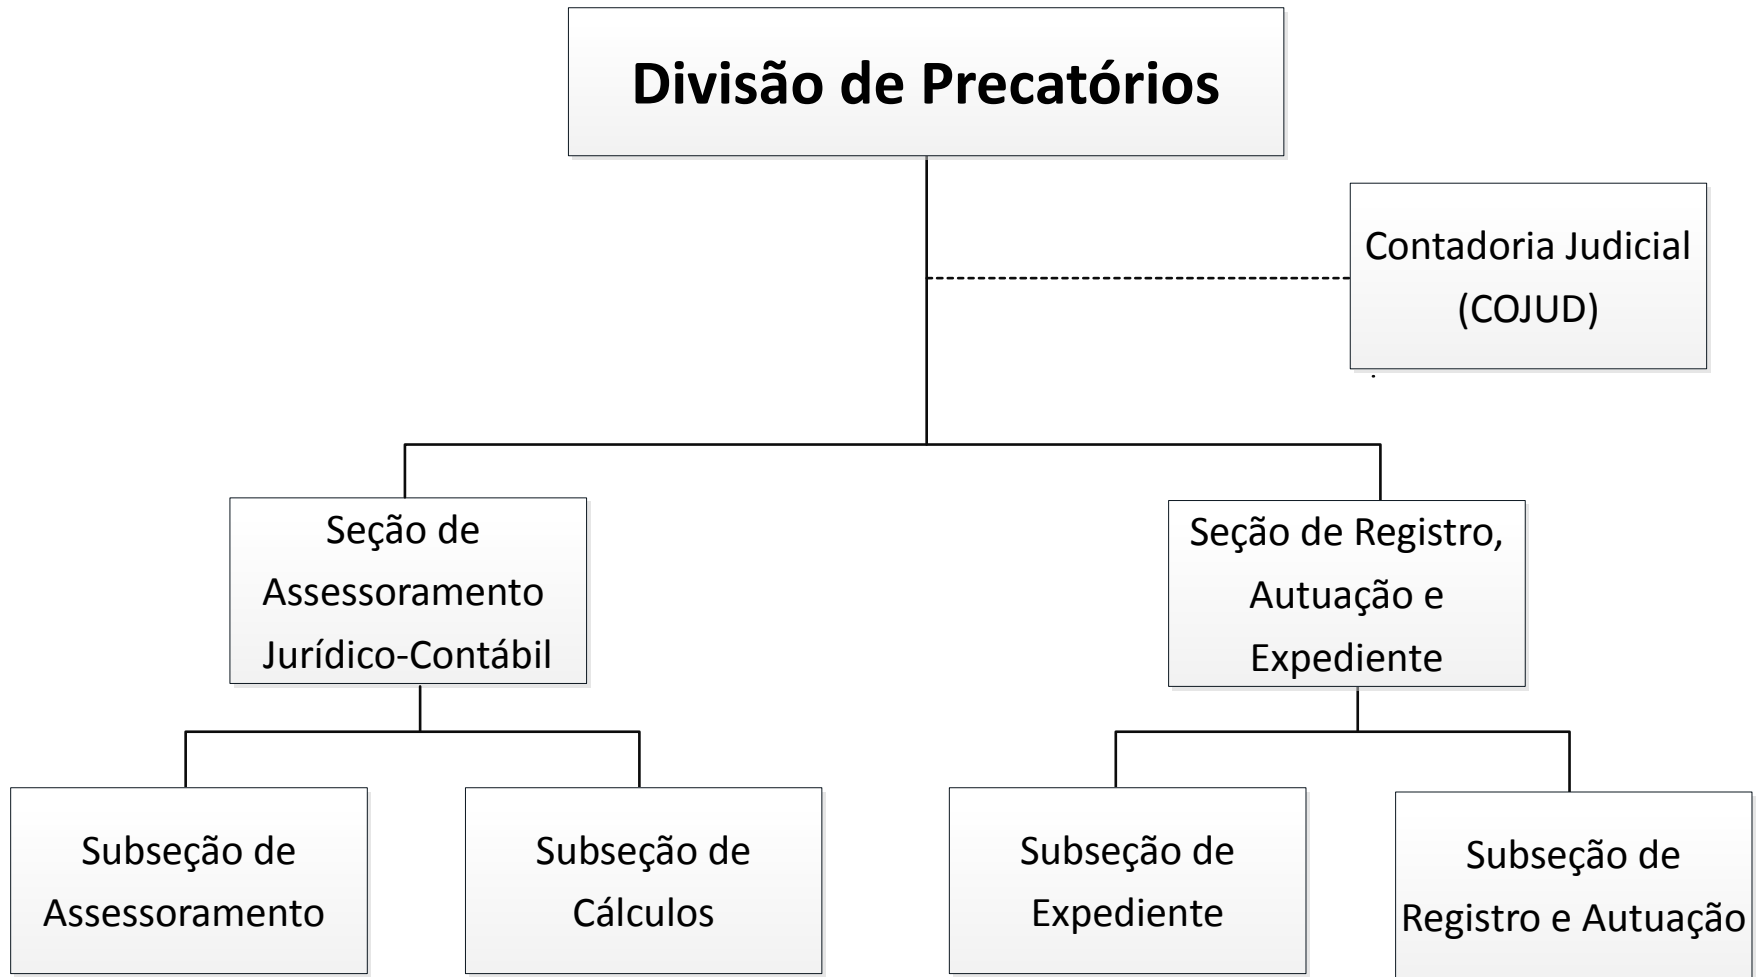 Divisão de Precatórios
Contadoria Judicial
(COJUD)
Seção de
Assessoramento
Jurídico-Contábil
Seção de Registro,
Autuação e
Expediente
Subseção de
Assessoramento
Subseção de
Cálculos
Subseção de
Expediente
Subseção de
Registro e Autuação